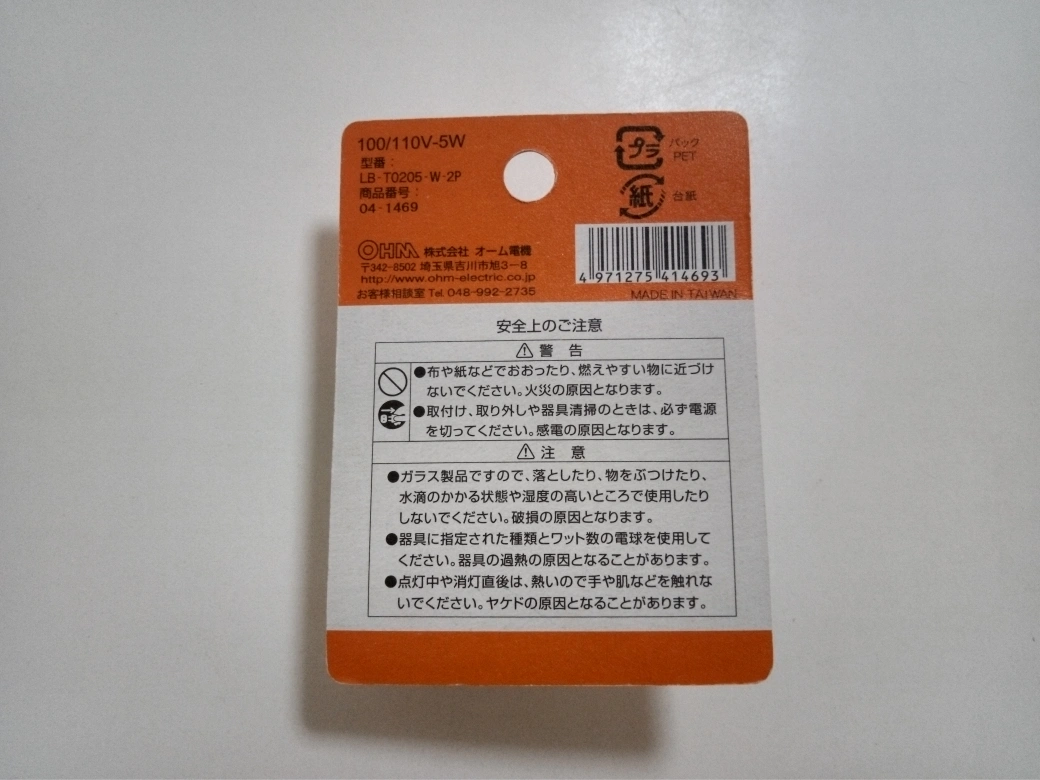 100/110V-5W
型番：
LB-T0205-W-2P
商品番号：
04-1469
プラ
パック
PET
紙
台紙
OHM 株式会社 オーム電機
〒342-8502 埼玉県吉川市旭3－8
http://www.ohm-electric.co.jp
お客様相談室 Tel. 048-992-2735
4 971275 414693
MADE IN TAIWAN
安全上のご注意
警 告
●布や紙などでおおったり、燃えやすい物に近づけ
ないでください。火災の原因となります。
●取付け、取り外しや器具清掃のときは、必ず電源
を切ってください。感電の原因となります。
注 意
●ガラス製品ですので、落としたり、物をぶつけたり、
水滴のかかる状態や湿度の高いところで使用したり
しないでください。破損の原因となります。
●器具に指定された種類とワット数の電球を使用して
ください。器具の過熱の原因となることがあります。
●点灯中や消灯直後は、熱いので手や肌などを触れな
いでください。ヤケドの原因となることがあります。